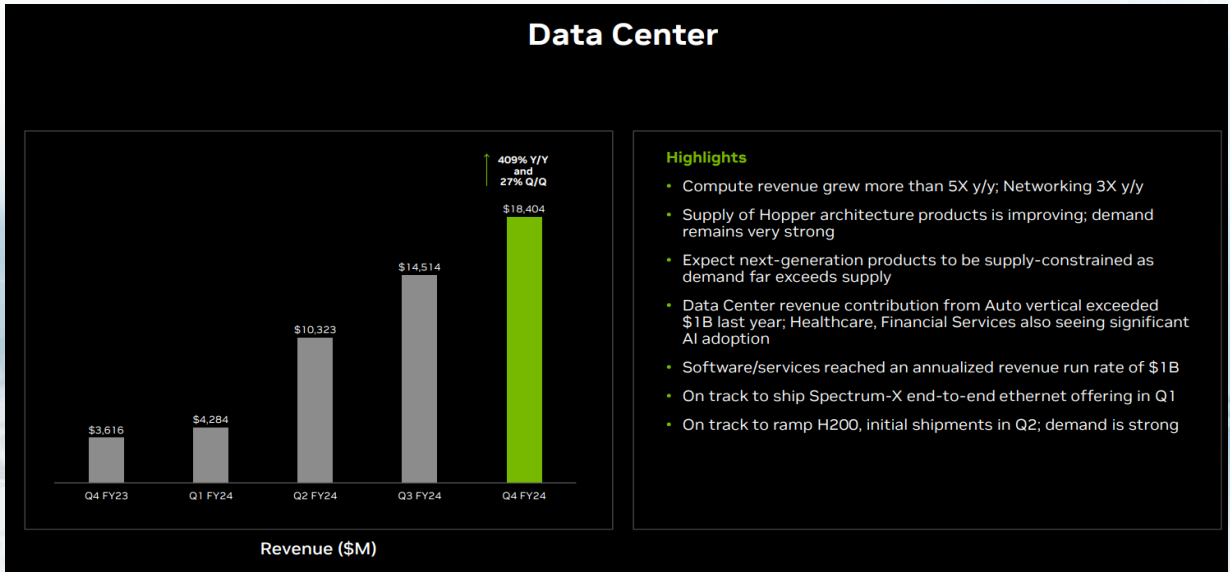 Data Center
409% Y/Y
and
27% Q/Q
$18,404
$14,514
$10,323
$4,284
$3,616
Q4 FY23
Q1 FY24
Q2 FY24
Q3 FY24
Q4 FY24
Revenue ($M)
Highlights
• Compute revenue grew more than 5X y/y; Networking 3X y/y
• Supply of Hopper architecture products is improving; demand
remains very strong
• Expect next-generation products to be supply-constrained as
demand far exceeds supply
• Data Center revenue contribution from Auto vertical exceeded
$1B last year; Healthcare, Financial Services also seeing significant
AI adoption
• Software/services reached an annualized revenue run rate of $1B
• On track to ship Spectrum-X end-to-end ethernet offering in Q1
• On track to ramp H200, initial shipments in Q2; demand is strong